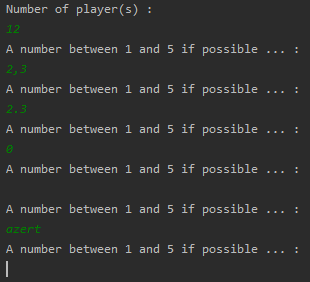 Number of player(s) :
12
A number between 1 and 5 if possible ... :
2,3
A number between 1 and 5 if possible ... :
2.3
A number between 1 and 5 if possible ... :
0
A number between 1 and 5 if possible ... :
A number between 1 and 5 if possible ... :
azert
A number between 1 and 5 if possible ... :